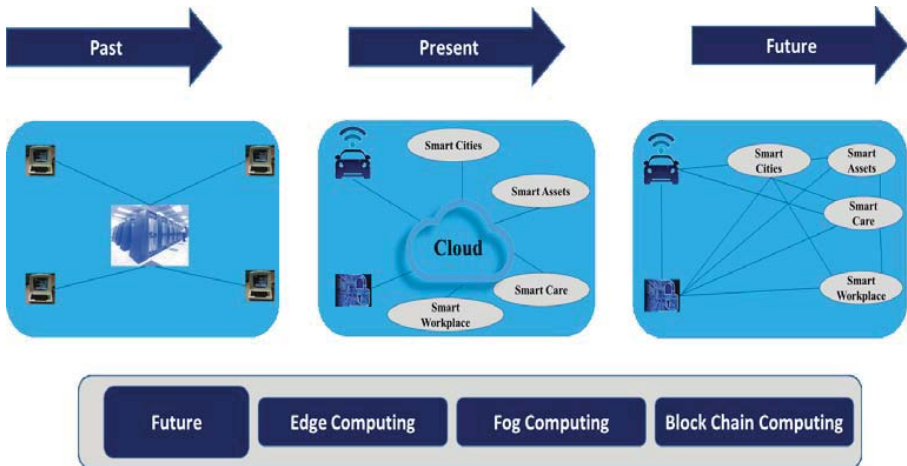 Past
Present
Future
Smart Cities
Smart Assets
Cloud
Smart Care
Smart
Workplace
Smart
Cities
Smart
Assets
Smart
Care
Smart
Workplace
Future
Edge Computing
Fog Computing
Block Chain Computing